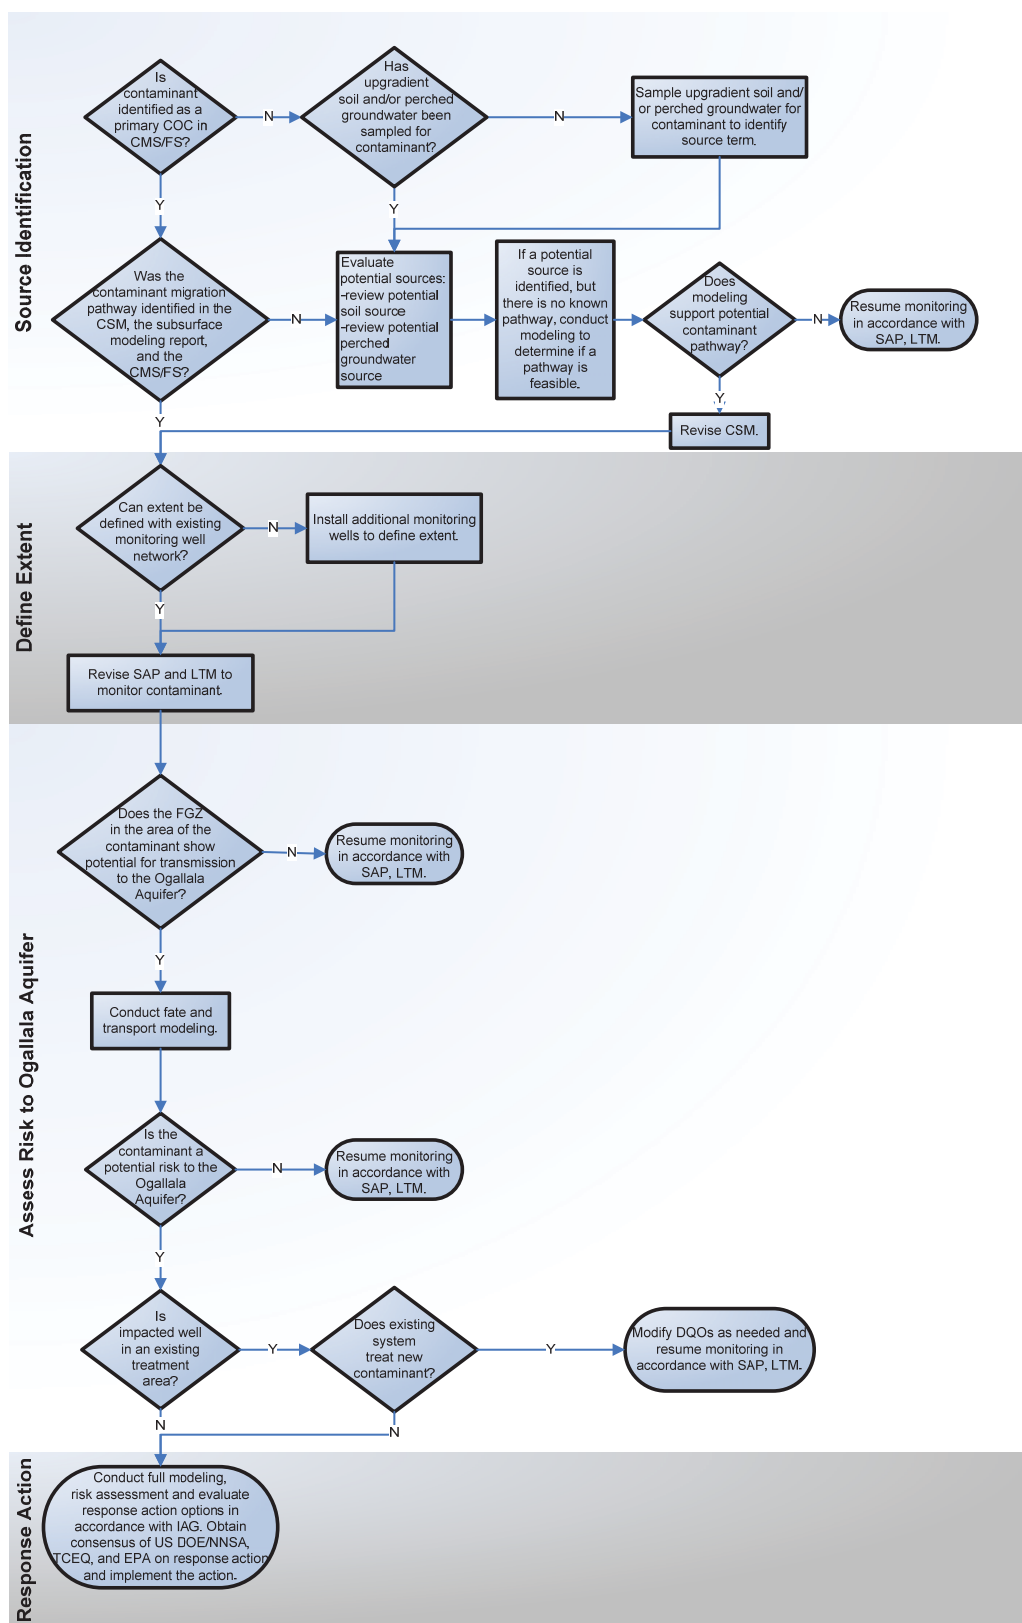 Source Identification
Is
contaminant
identified as a
primary COC in
CMS/FS?
N
Has
upgradient
soil and/or perched
groundwater been
sampled for
contaminant?
N
Sample upgradient soil and/
or perched groundwater for
contaminant to identify
source term.
Y
Y
Was the
contaminant migration
pathway identified in the
CSM, the subsurface
modeling report,
and the
CMS/FS?
N
Evaluate
potential sources:
-review potential
soil source
-review potential
perched
groundwater
source
If a potential
source is
identified, but
there is no known
pathway, conduct
modeling to
determine if a
pathway is
feasible.
Does
modeling
support potential
contaminant
pathway?
N
Resume monitoring
in accordance with
SAP, LTM.
Y
Y
Revise CSM.
Define Extent
Can extent be
defined with existing
monitoring well
network?
N
Install additional monitoring
wells to define extent.
Y
Revise SAP and LTM to
monitor contaminant.
Assess Risk to Ogallala Aquifer
Does the FGZ
in the area of the
contaminant show
potential for transmission
to the Ogallala
Aquifer?
N
Resume monitoring
in accordance with
SAP, LTM.
Y
Conduct fate and
transport modeling.
Is the
contaminant a
potential risk to the
Ogallala
Aquifer?
N
Resume monitoring
in accordance with
SAP, LTM.
Y
Is
impacted well
in an existing
treatment
area?
Y
Does existing
system
treat new
contaminant?
Y
Modify DQOs as needed and
resume monitoring in
accordance with SAP, LTM.
N
N
Response Action
Conduct full modeling,
risk assessment and evaluate
response action options in
accordance with IAG. Obtain
consensus of US DOE/NNSA,
TCEQ, and EPA on response action
and implement the action.